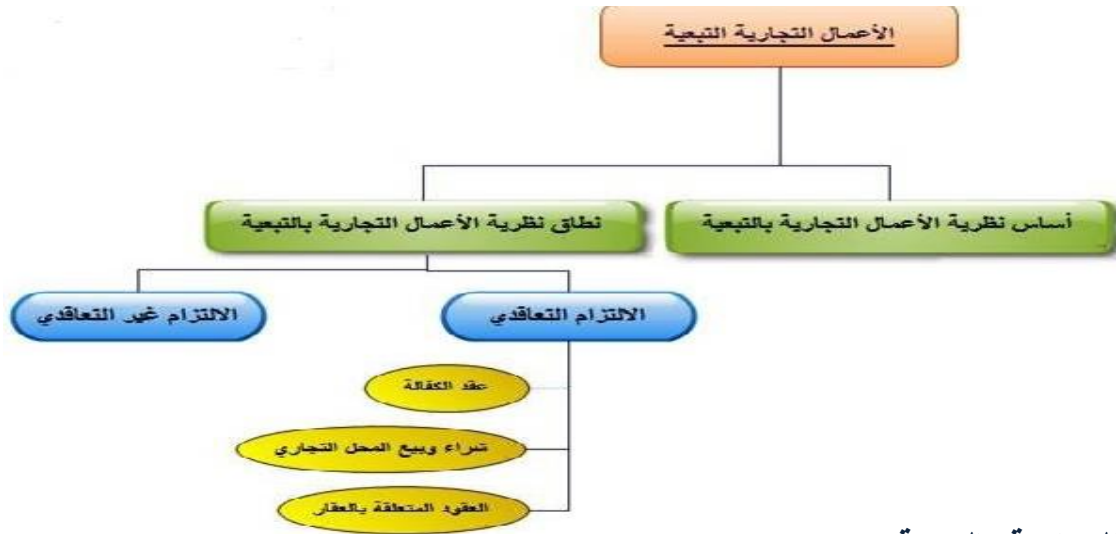 الأعمال التجارية التبعية
أساس نظرية الأعمال التجارية بالتبعية
نطاق نظرية الأعمال التجارية بالتبعية
الالتزام التعاقدي
الالتزام غير التعاقدي
عقد الكفالة
شراء وبيع المحل التجاري
العقود المتعلقة بالعقار